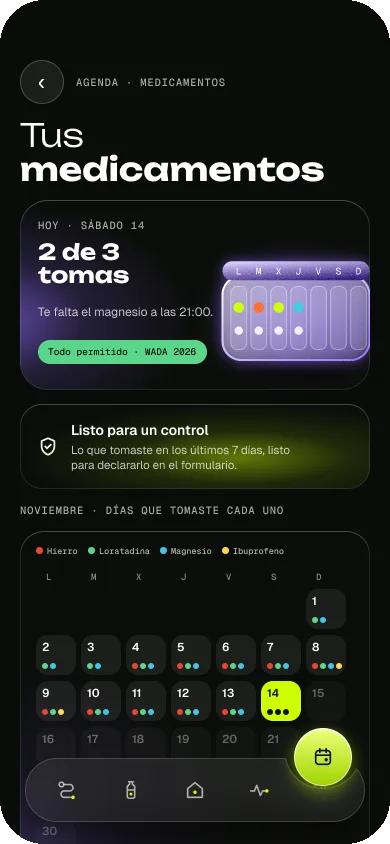 AGENDA · MEDICAMENTOS
Tus
medicamentos
HOY · SÁBADO 14
2 de 3
tomas
Te falta el magnesio a las 21:00.
Todo permitido · WADA 2026
L M X J V S D
Listo para un control
Lo que tomaste en los últimos 7 días, listo
para declararlo en el formulario.
NOVIEMBRE · DÍAS QUE TOMASTE CADA UNO
Hierro Loratadina Magnesio Ibuprofeno
L M X J V S D
1
2 3 4 5 6 7 8
9 10 11 12 13 14 15
16 17 18 19 20 21
30